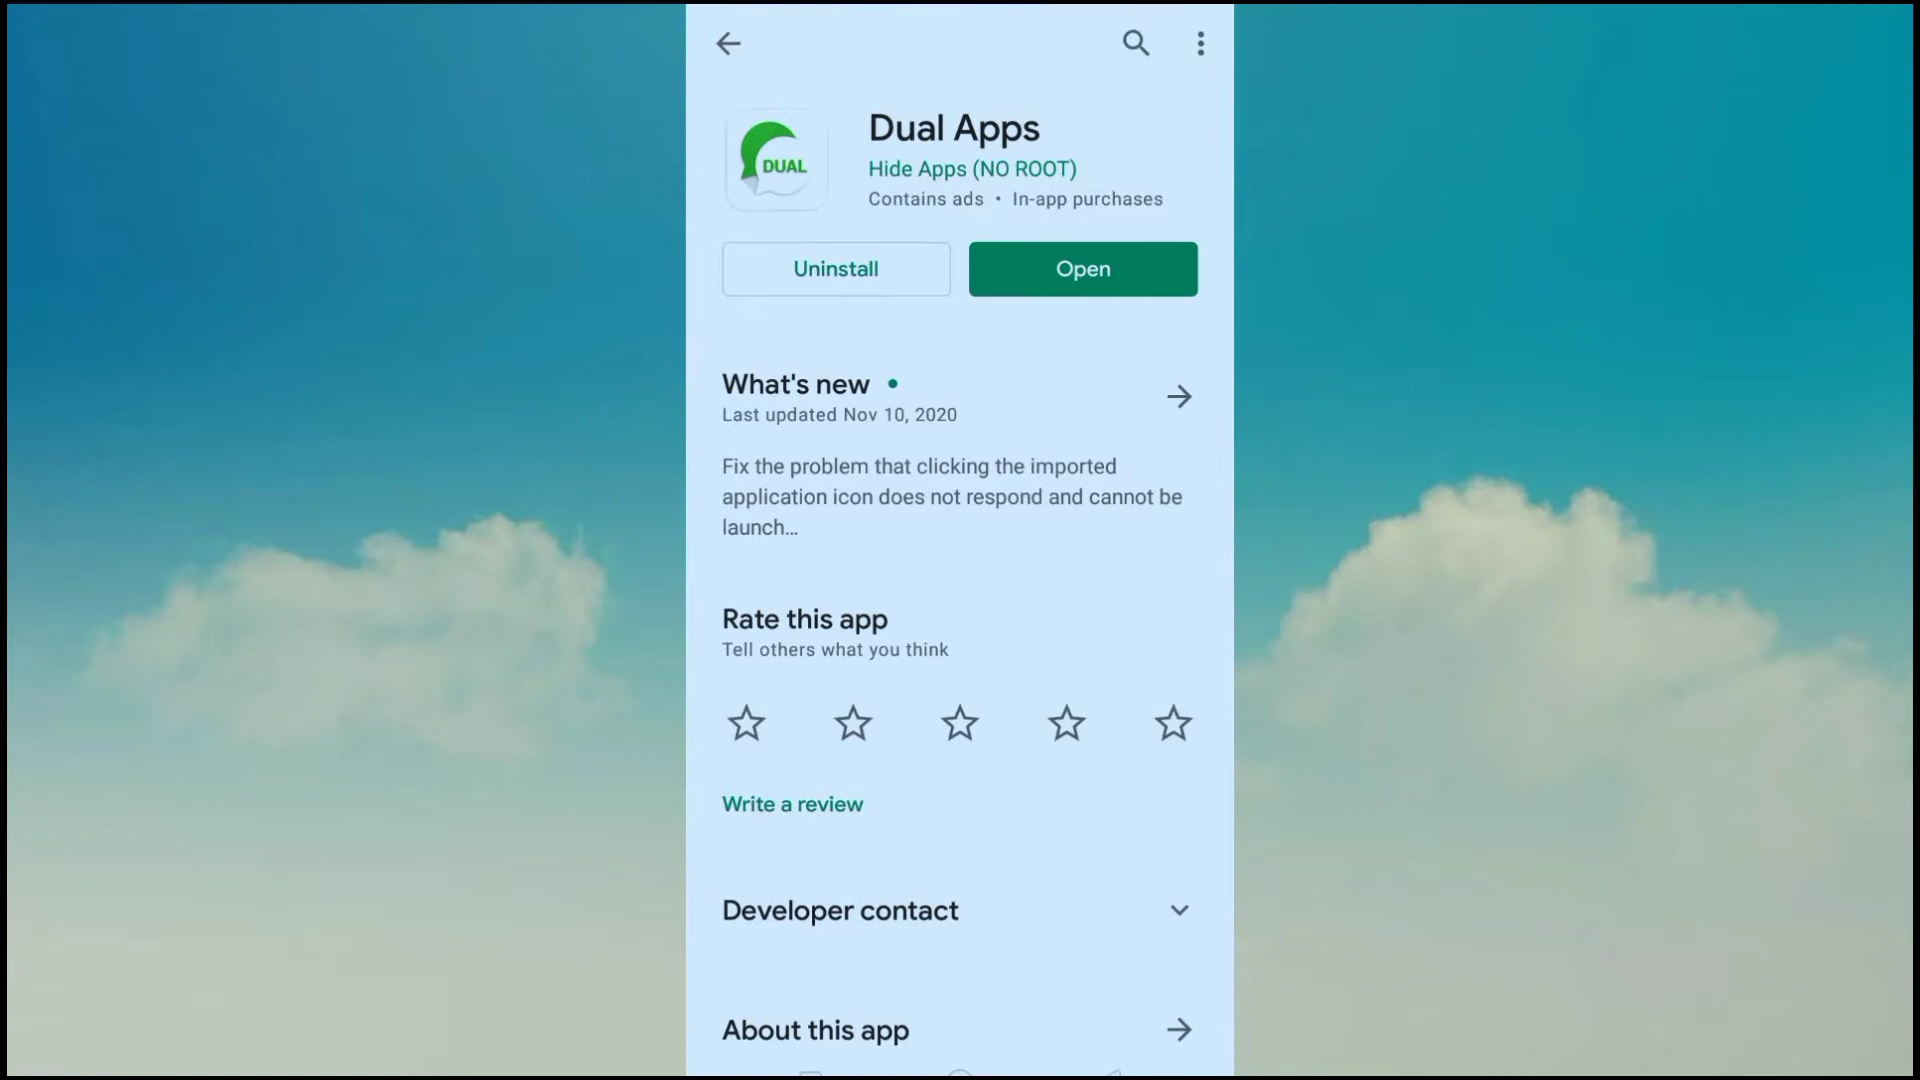 Dual Apps
DUAL
Hide Apps (NO ROOT)
Contains ads • In-app purchases
Uninstall
Open
What's new •
Last updated Nov 10, 2020
Fix the problem that clicking the imported
application icon does not respond and cannot be
launch...
Rate this app
Tell others what you think
Write a review
Developer contact
About this app